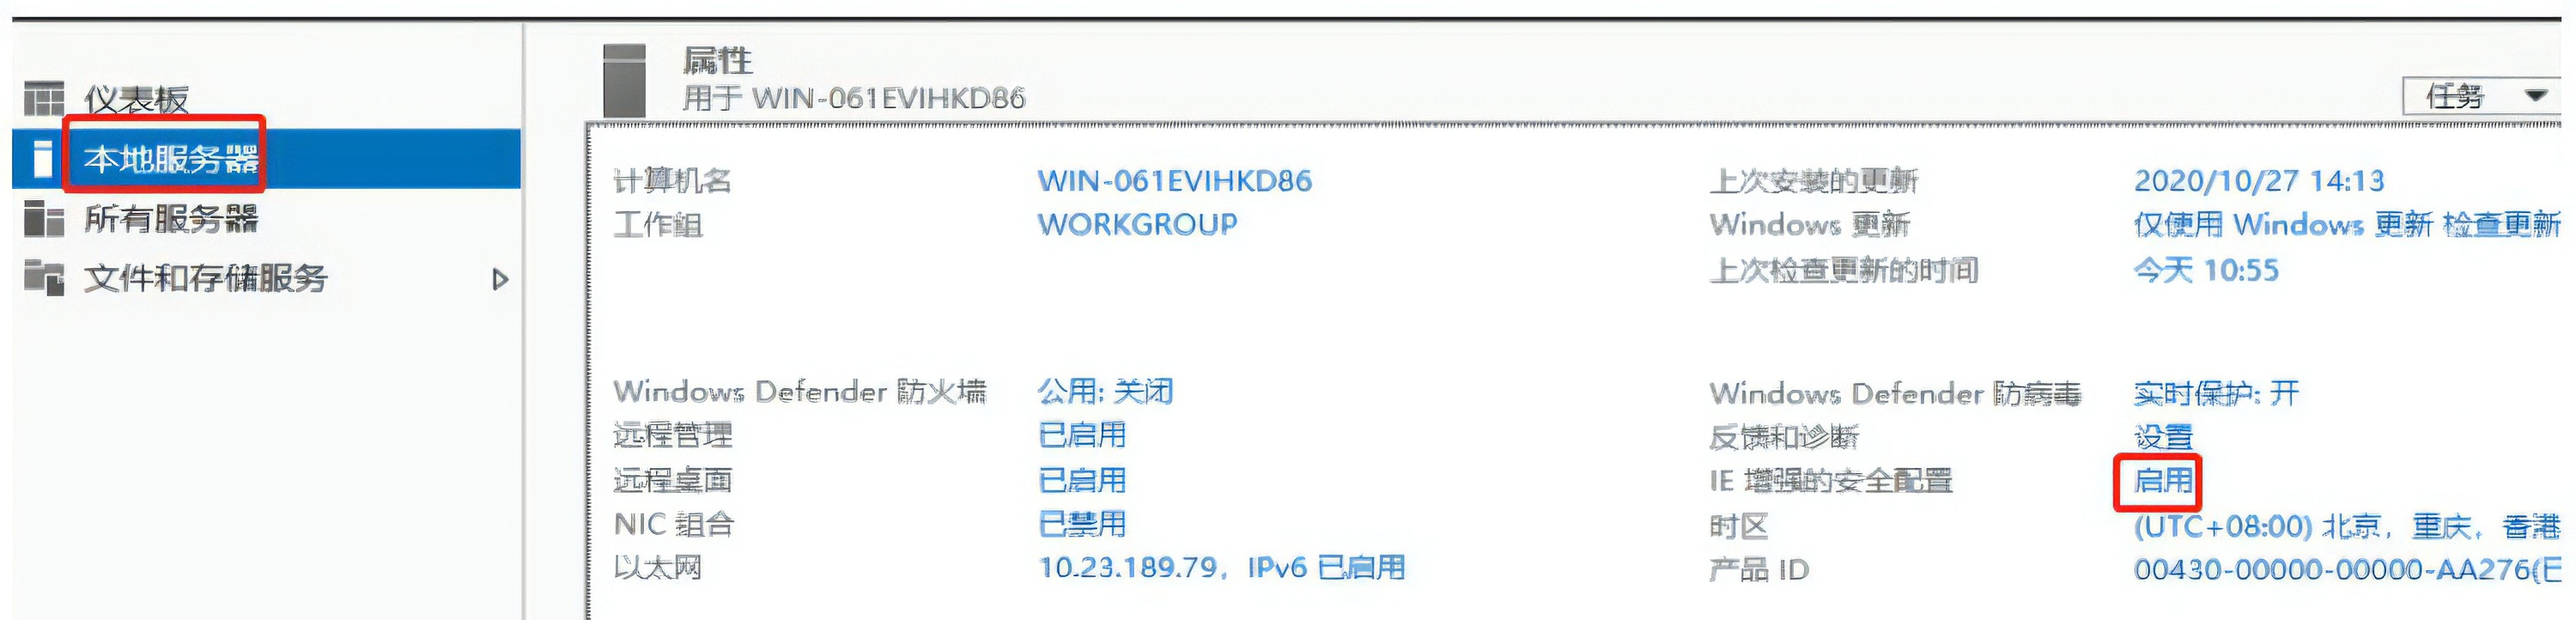 仪表板
本地服务器
所有服务器
文件和存储服务
属性
用于 WIN-061EVIHKD86
任务
计算机名 WIN-061EVIHKD86
工作组 WORKGROUP
上次安装的更新 2020/10/27 14:13
Windows 更新 仅使用 Windows 更新 检查更新
上次检查更新的时间 今天 10:55
Windows Defender 防火墙 公用: 关闭
远程管理 已启用
远程桌面 已启用
NIC 组合 已禁用
以太网 10.23.189.79, IPv6 已启用
Windows Defender 防病毒 实时保护: 开
反馈和诊断 设置
IE 增强的安全配置 启用
时区 (UTC+08:00) 北京, 重庆, 香港
产品 ID 00430-00000-00000-AA276(已